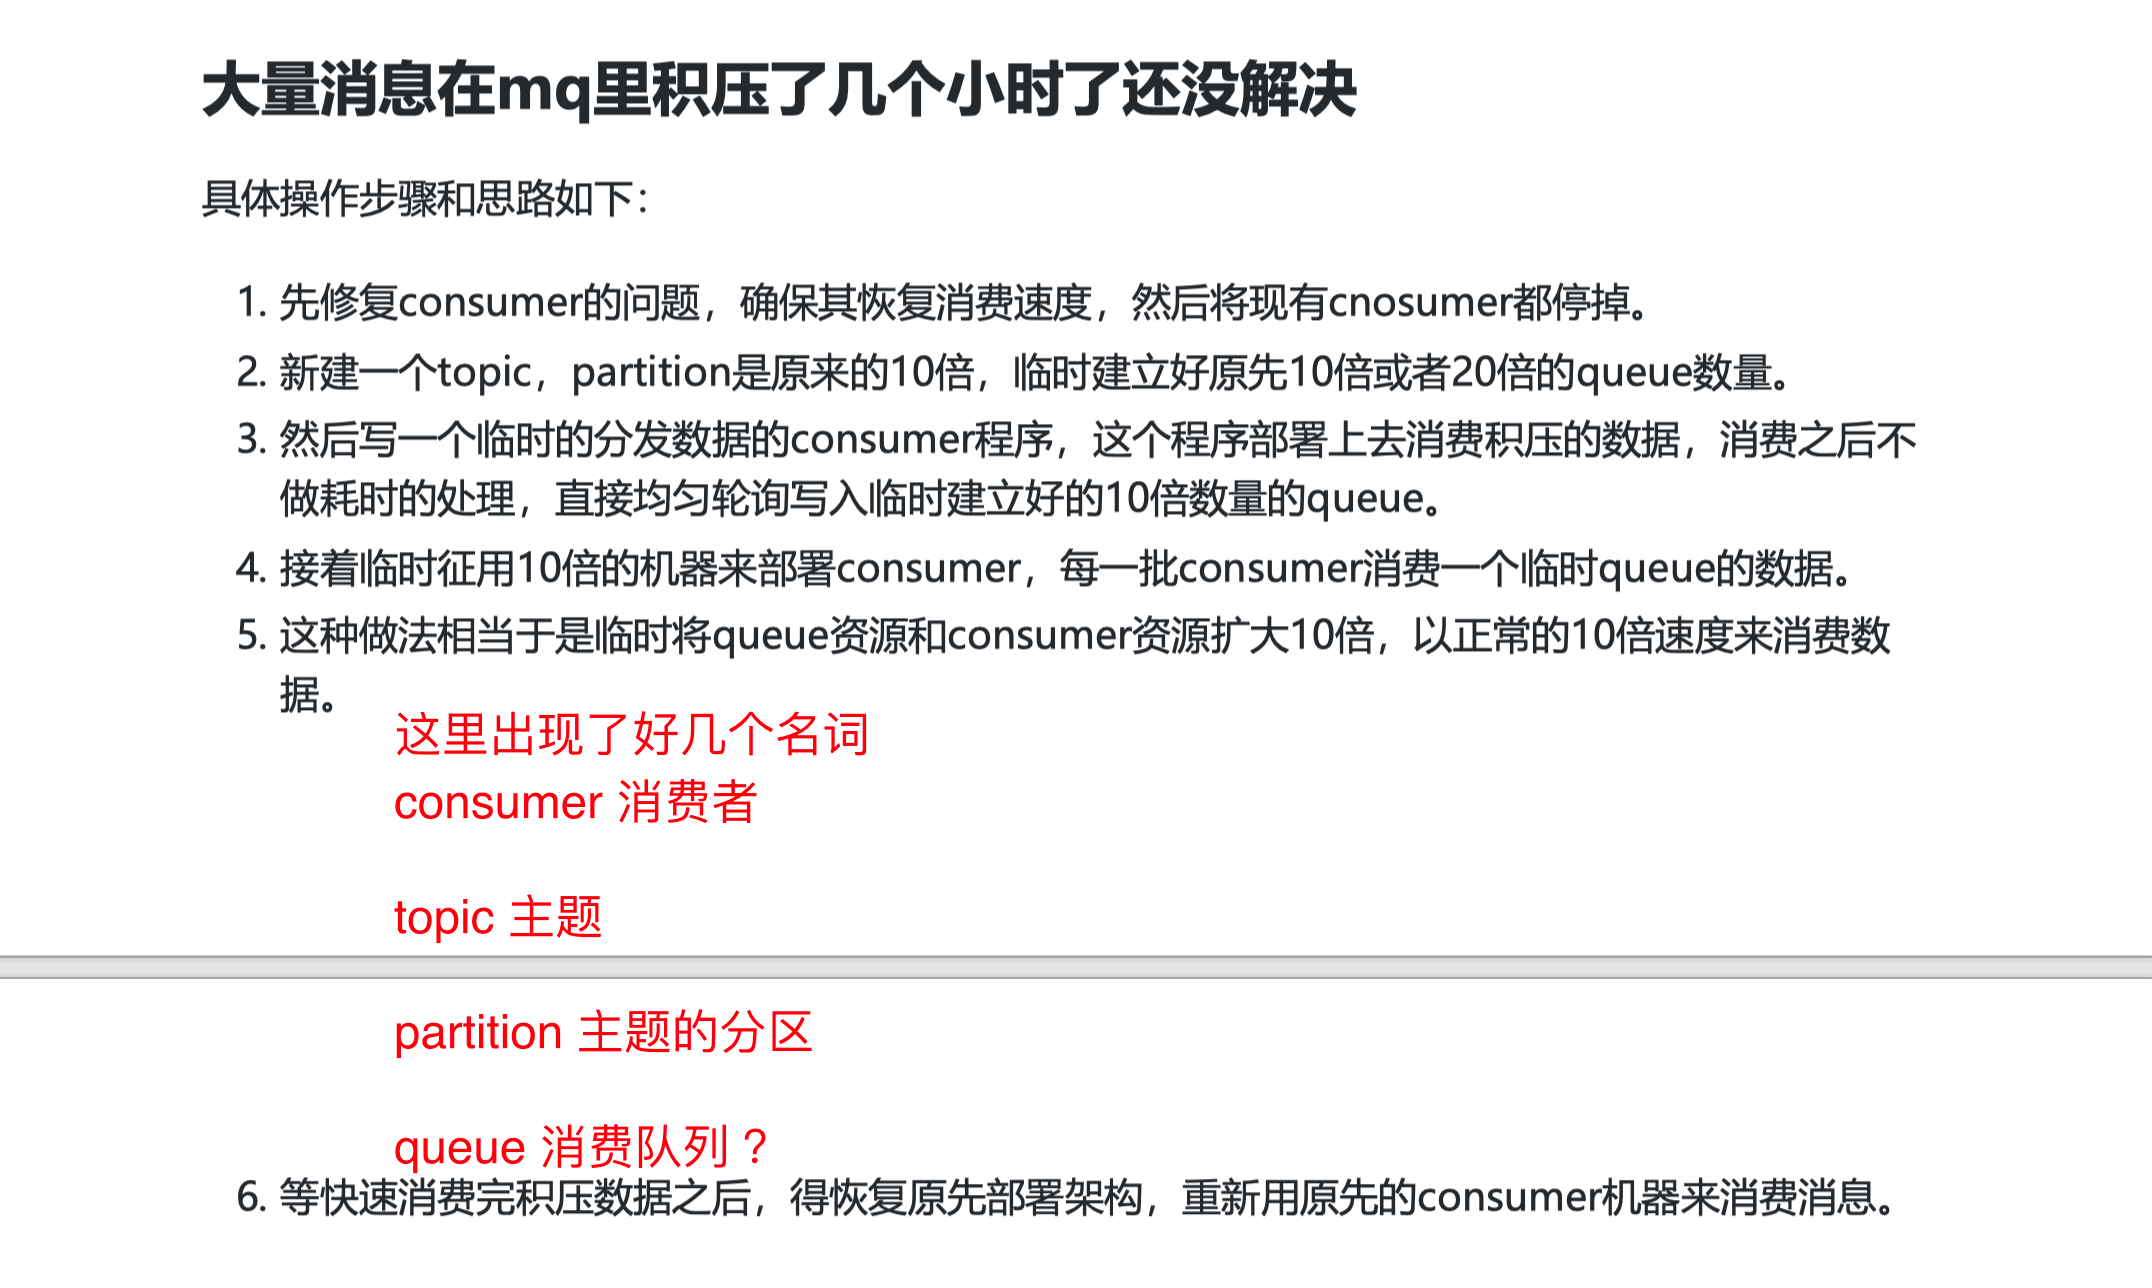 大量消息在mq里积压了几个小时了还没解决
具体操作步骤和思路如下：
1. 先修复consumer的问题，确保其恢复消费速度，然后将现有cnosumer都停掉。
2. 新建一个topic，partition是原来的10倍，临时建立好原先10倍或者20倍的queue数量。
3. 然后写一个临时的分发数据的consumer程序，这个程序部署上去消费积压的数据，消费之后不
做耗时的处理，直接均匀轮询写入临时建立好的10倍数量的queue。
4. 接着临时征用10倍的机器来部署consumer，每一批consumer消费一个临时queue的数据。
5. 这种做法相当于是临时将queue资源和consumer资源扩大10倍，以正常的10倍速度来消费数
据。
这里出现了好几个名词
consumer 消费者
topic 主题
partition 主题的分区
queue 消费队列？
6. 等快速消费完积压数据之后，得恢复原先部署架构，重新用原先的consumer机器来消费消息。